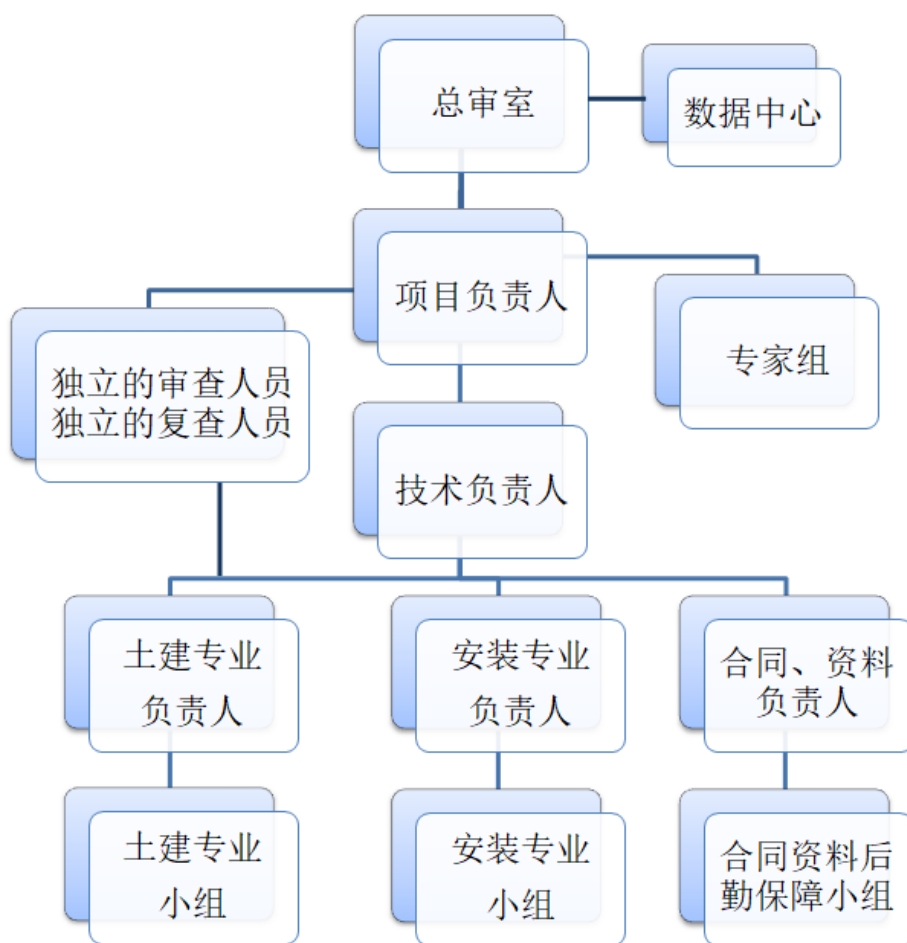 总审室
数据中心
项目负责人
专家组
独立的审查人员
独立的复查人员
技术负责人
土建专业
负责人
安装专业
负责人
合同、资料
负责人
土建专业
小组
安装专业
小组
合同资料后
勤保障小组